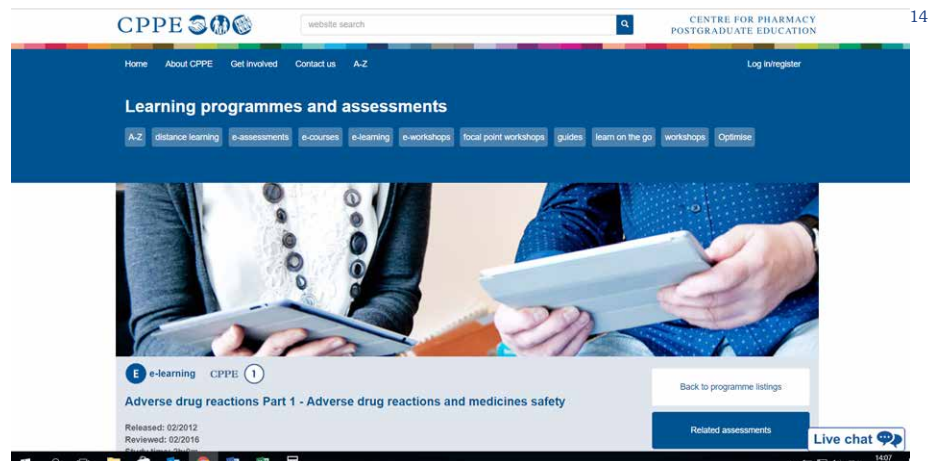 14
CPPE
website search
CENTRE FOR PHARMACY
POSTGRADUATE EDUCATION
Home About CPPE Get involved Contact us A-Z Log in/register
Learning programmes and assessments
A-Z distance learning e-assessments e-courses e-learning e-workshops focal point workshops guides learn on the go workshops Optimise
E e-learning CPPE 1
Back to programme listings
Adverse drug reactions Part 1 - Adverse drug reactions and medicines safety
Released: 02/2012
Related assessments
Reviewed: 02/2016
Live chat
14:07